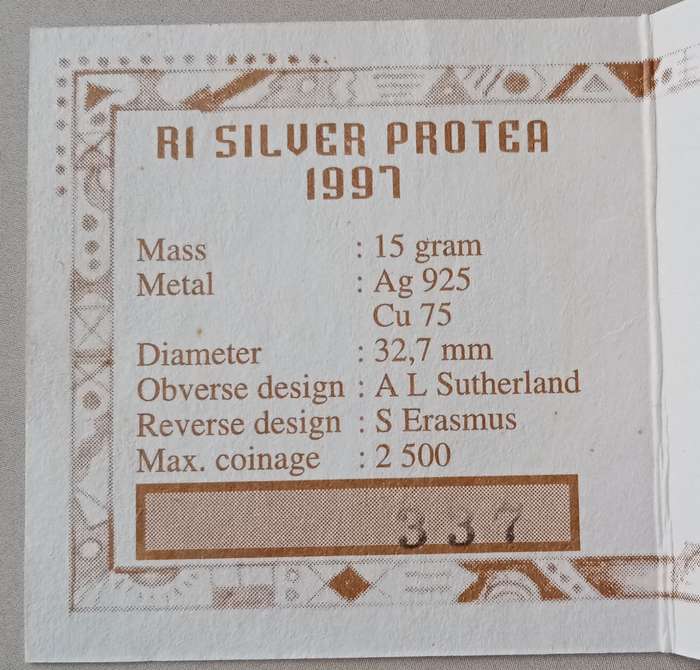 R1 SILVER PROTEA
1997
Mass : 15 gram
Metal : Ag 925
Cu 75
Diameter : 32,7 mm
Obverse design : A L Sutherland
Reverse design : S Erasmus
Max. coinage : 2 500
337